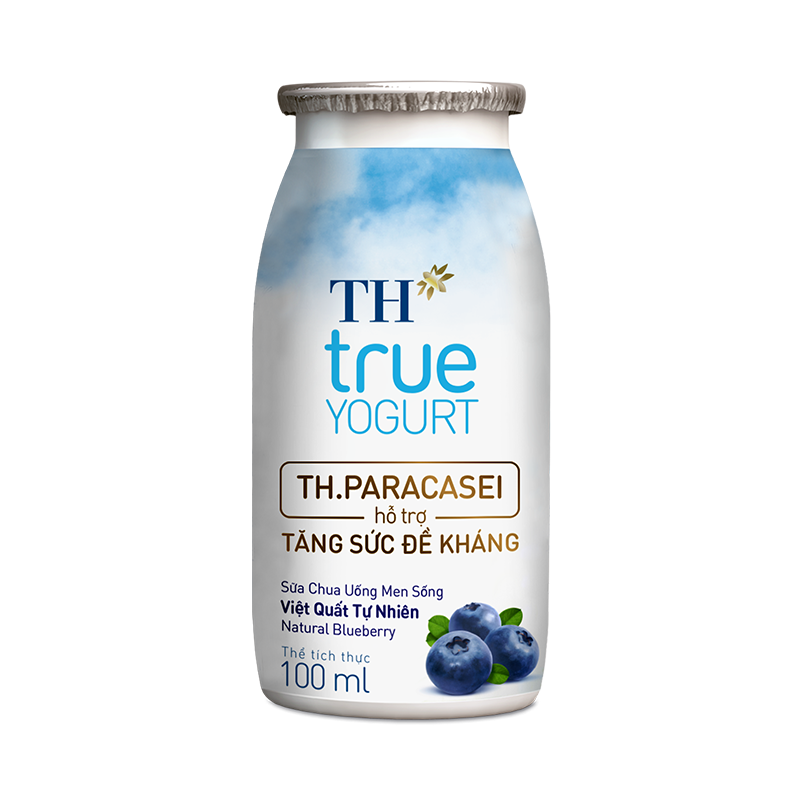 TH
true
YOGURT
TH.PARACASEI
hỗ trợ
TĂNG SỨC ĐỀ KHÁNG
Sữa Chua Uống Men Sống
Việt Quất Tự Nhiên
Natural Blueberry
Thể tích thực
100 ml